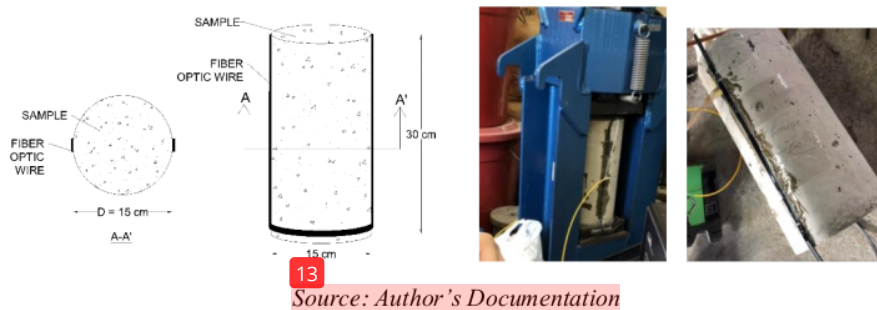 SAMPLE
FIBER
OPTIC WIRE
A
A'
30 cm
15 cm
SAMPLE
FIBER
OPTIC
WIRE
D = 15 cm
A-A'
13
Source: Author's Documentation